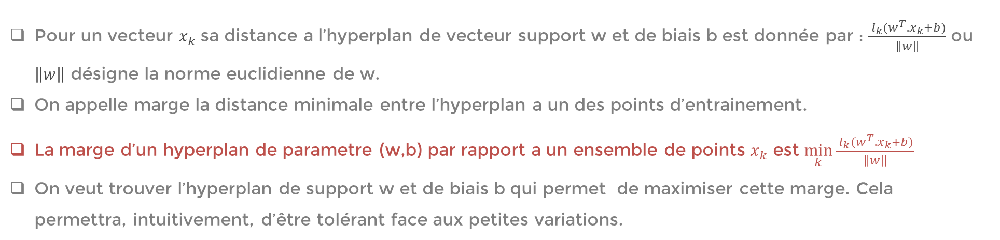 ❑ Pour un vecteur $x_k$ sa distance a l’hyperplan de vecteur support w et de biais b est donnée par : $\frac{l_k(w^T.x_k+b)}{\|w\|}$ ou
$\|w\|$ désigne la norme euclidienne de w.
❑ On appelle marge la distance minimale entre l’hyperplan a un des points d’entrainement.
❑ La marge d’un hyperplan de parametre (w,b) par rapport a un ensemble de points $x_k$ est $\min_k \frac{l_k(w^T.x_k+b)}{\|w\|}$
❑ On veut trouver l’hyperplan de support w et de biais b qui permet de maximiser cette marge. Cela
permettra, intuitivement, d’être tolérant face aux petites variations.